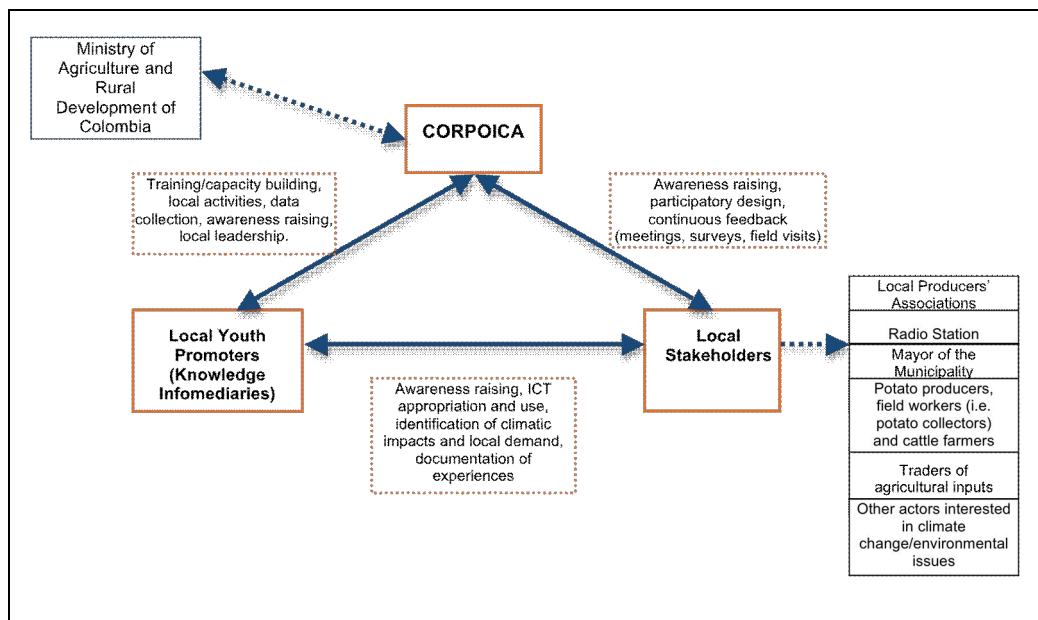 Ministry of
Agriculture and
Rural
Development of
Colombia
CORPOICA
Training/capacity building,
local activities, data
collection, awareness raising,
local leadership.
Awareness raising,
participatory design,
continuous feedback
(meetings, surveys, field visits)
Local Youth
Promoters
(Knowledge
Infomediaries)
Local
Stakeholders
Awareness raising, ICT
appropriation and use,
identification of climatic
impacts and local demand,
documentation of
experiences
Local Producers'
Associations
Radio Station
Mayor of the
Municipality
Potato producers,
field workers (i.e.
potato collectors)
and cattle farmers
Traders of
agricultural inputs
Other actors interested
in climate
change/environmental
issues